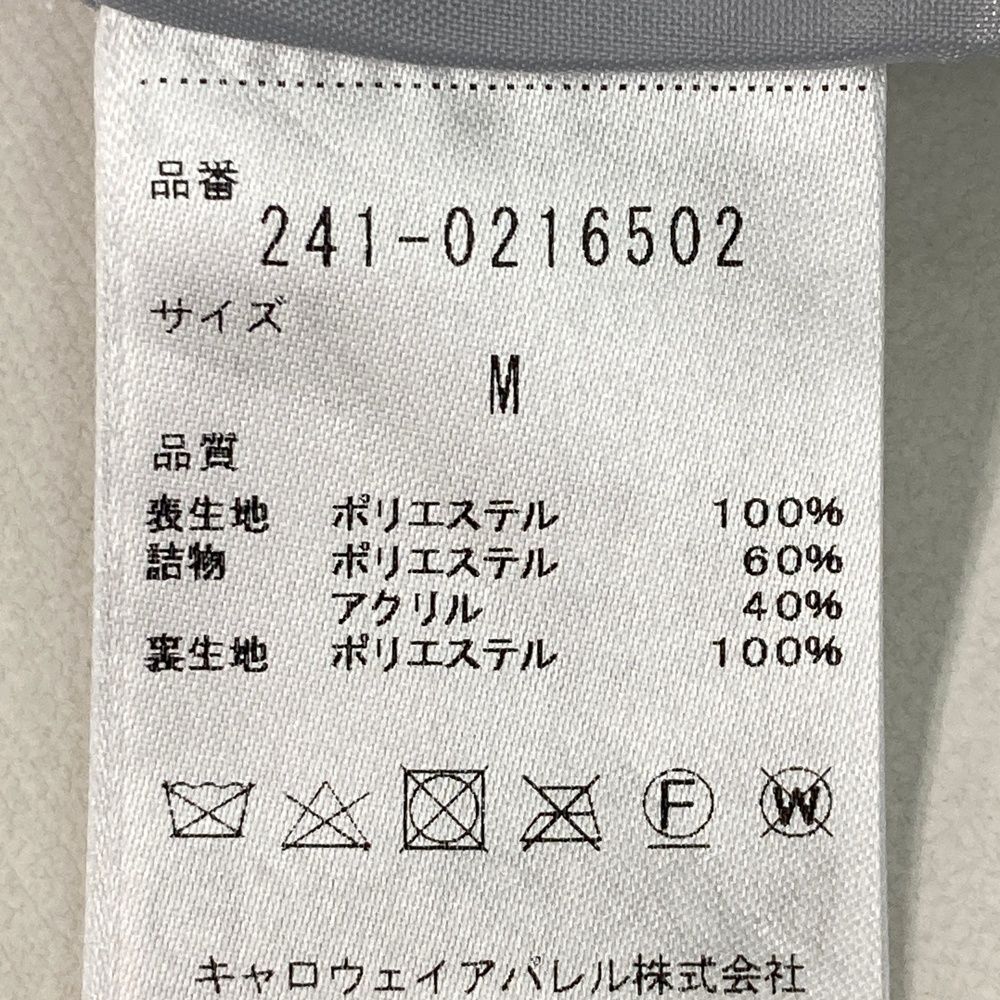 品番
241-0216502
サイズ
M
品質
表生地 ポリエステル 100%
詰物 ポリエステル 60%
アクリル 40%
裏生地 ポリエステル 100%
F W
キャロウェイアパレル株式会社